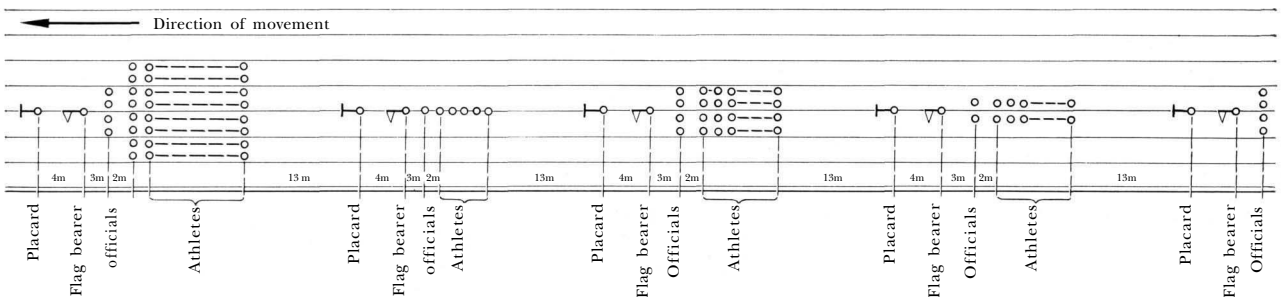 Direction of movement
4m 3m 2m 13 m 4m 3m 2m 13m 4m 3m 2m 13m 4m 3m 2m 13m
Placard
Flag bearer
officials
Athletes
Placard
Flag bearer
officials
Athletes
Placard
Flag bearer
Officials
Athletes
Placard
Flag bearer
Officials
Athletes
Placard
Flag bearer
Officials